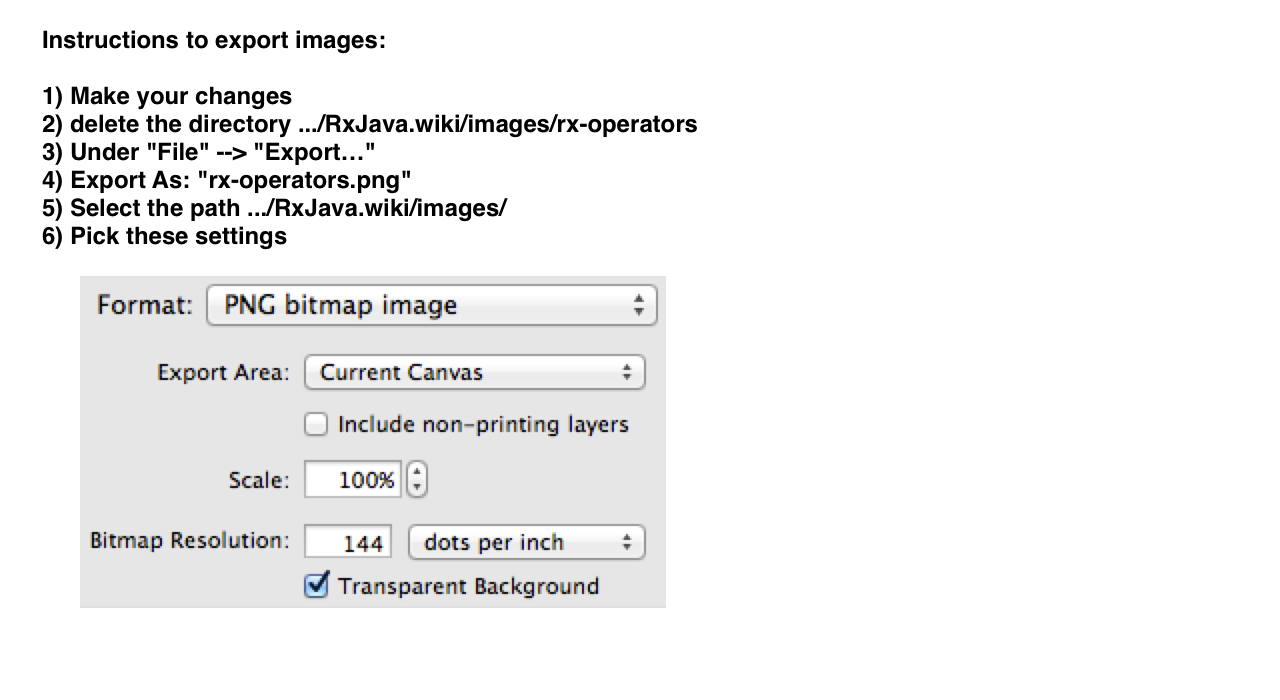 Instructions to export images:
1) Make your changes
2) delete the directory .../RxJava.wiki/images/rx-operators
3) Under "File" --> "Export…"
4) Export As: "rx-operators.png"
5) Select the path .../RxJava.wiki/images/
6) Pick these settings
Format: PNG bitmap image
Export Area: Current Canvas
Include non-printing layers
Scale: 100%
Bitmap Resolution: 144 dots per inch
Transparent Background